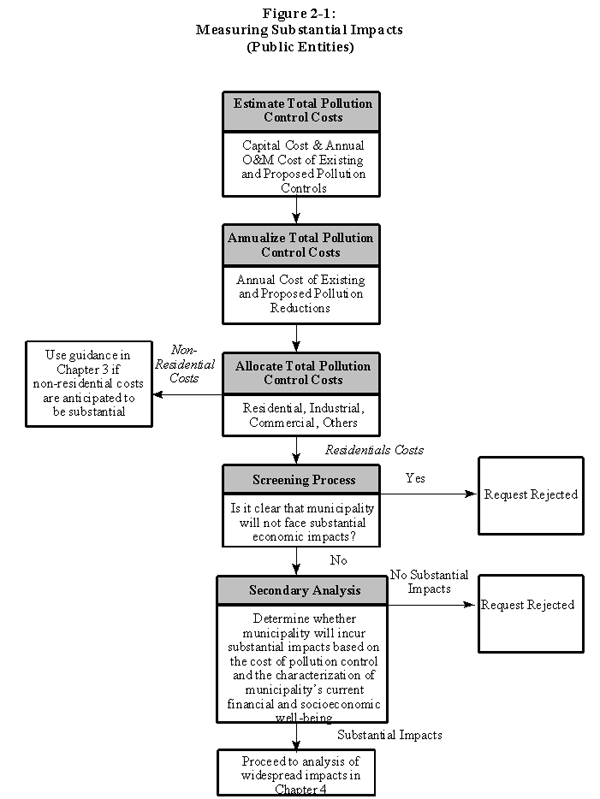 Figure 2-1:
Measuring Substantial Impacts
(Public Entities)
Estimate Total Pollution
Control Costs
Capital Cost & Annual
O&M Cost of Existing
and Proposed Pollution
Controls
Annualize Total Pollution
Control Costs
Annual Cost of Existing
and Proposed Pollution
Reductions
Use guidance in
Chapter 3 if
non-residential costs
are anticipated to
be substantial
Non-
Residential
Costs
Allocate Total Pollution
Control Costs
Residential, Industrial,
Commercial, Others
Residentials Costs
Screening Process
Is it clear that municipality
will not face substantial
economic impacts?
Yes
Request Rejected
No
Secondary Analysis
Determine whether
municipality will incur
substantial impacts based on
the cost of pollution control
and the characterization of
municipality's current
financial and socioeconomic
well-being
No Substantial
Impacts
Request Rejected
Substantial Impacts
Proceed to analysis of
widespread impacts in
Chapter 4